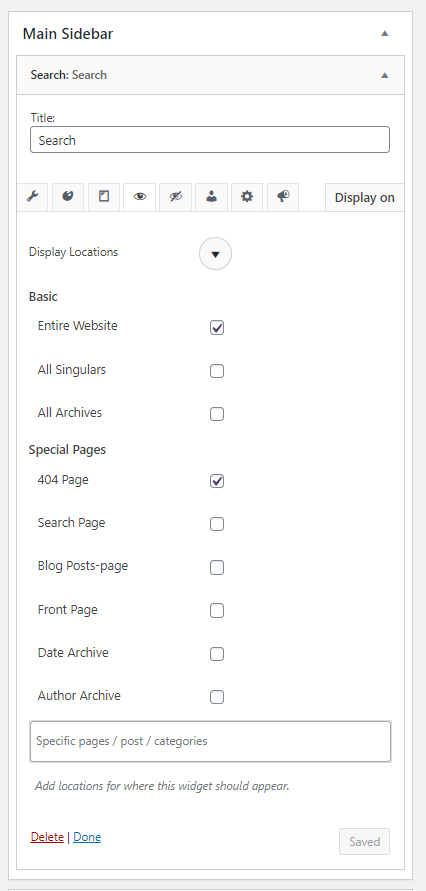 Main Sidebar
Search: Search
Title:
Search
Display on
Display Locations
Basic
Entire Website
All Singulars
All Archives
Special Pages
404 Page
Search Page
Blog Posts-page
Front Page
Date Archive
Author Archive
Specific pages / post / categories
Add locations for where this widget should appear.
Delete | Done
Saved